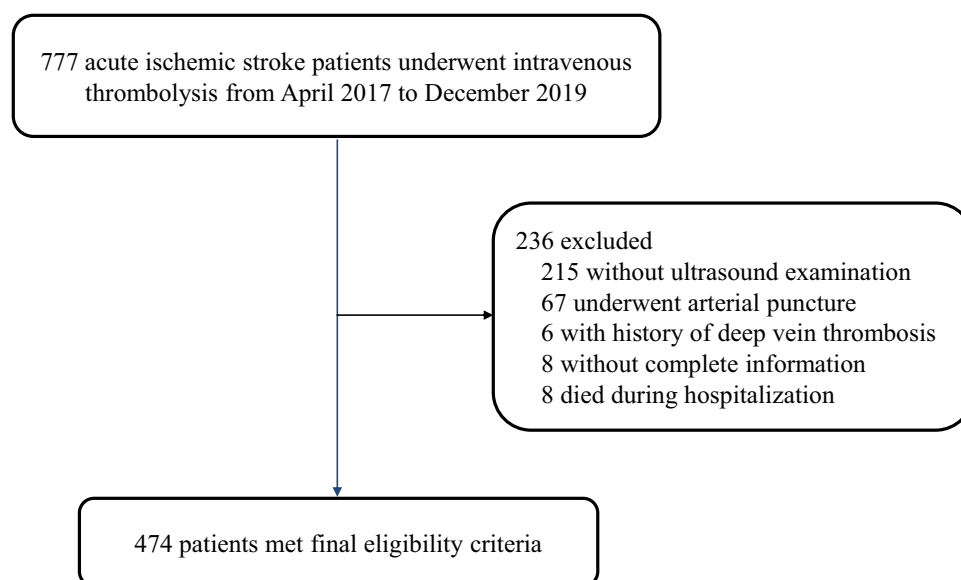 777 acute ischemic stroke patients underwent intravenous
thrombolysis from April 2017 to December 2019
236 excluded
215 without ultrasound examination
67 underwent arterial puncture
6 with history of deep vein thrombosis
8 without complete information
8 died during hospitalization
474 patients met final eligibility criteria